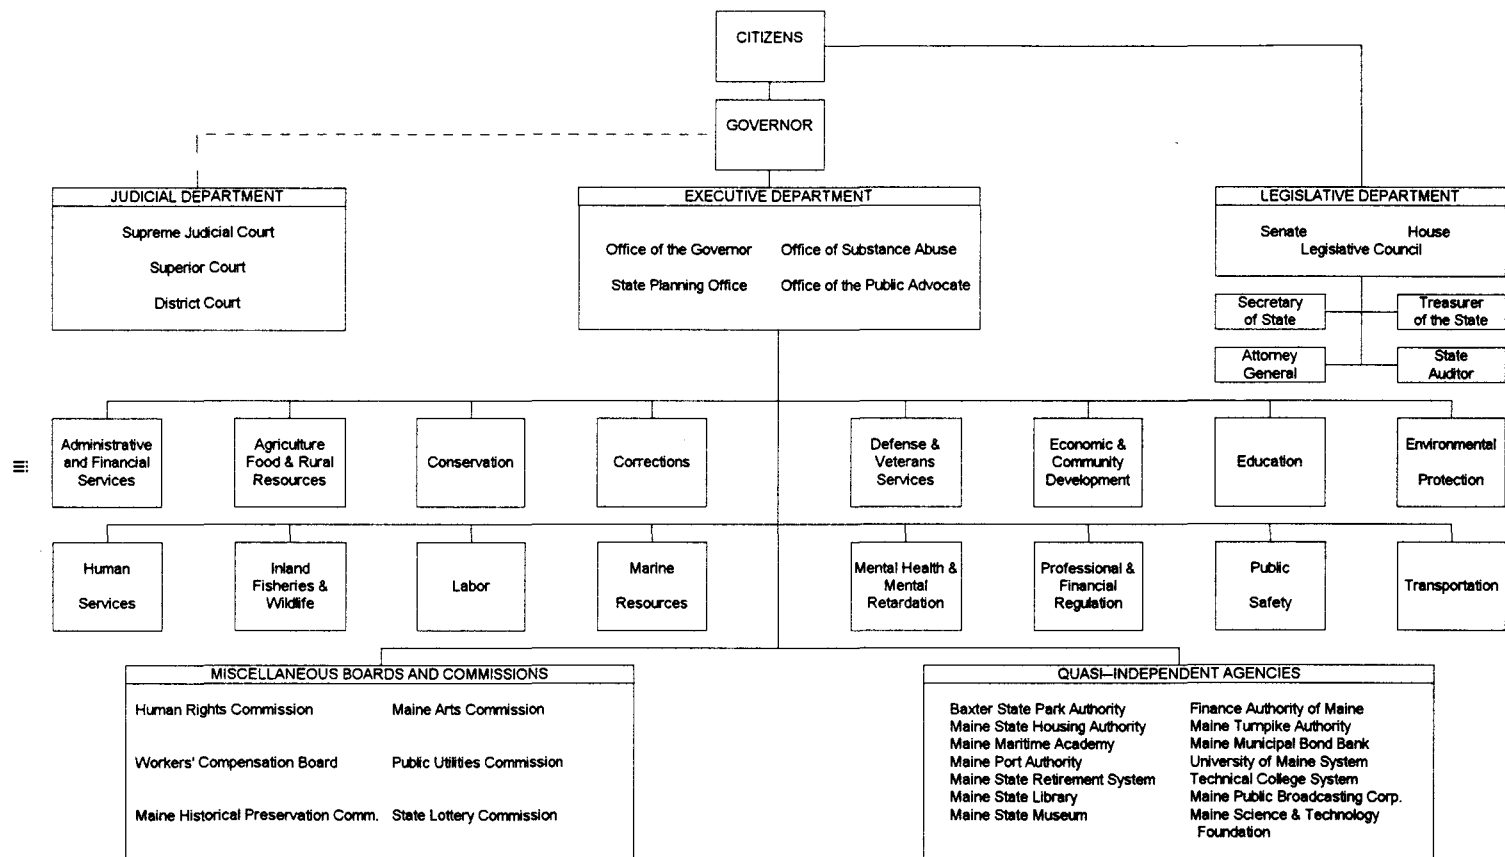 CITIZENS
GOVERNOR
JUDICIAL DEPARTMENT
Supreme Judicial Court
Superior Court
District Court
EXECUTIVE DEPARTMENT
Office of the Governor
Office of Substance Abuse
State Planning Office
Office of the Public Advocate
LEGISLATIVE DEPARTMENT
Senate
House
Legislative Council
Secretary
of State
Treasurer
of the State
Attorney
General
State
Auditor
iii
Administrative
and Financial
Services
Agriculture
Food & Rural
Resources
Conservation
Corrections
Defense &
Veterans
Services
Economic &
Community
Development
Education
Environmental
Protection
Human
Services
Inland
Fisheries &
Wildlife
Labor
Marine
Resources
Mental Health &
Mental
Retardation
Professional &
Financial
Regulation
Public
Safety
Transportation
MISCELLANEOUS BOARDS AND COMMISSIONS
Human Rights Commission
Maine Arts Commission
Workers' Compensation Board
Public Utilities Commission
Maine Historical Preservation Comm.
State Lottery Commission
QUASI–INDEPENDENT AGENCIES
Baxter State Park Authority
Maine State Housing Authority
Maine Maritime Academy
Maine Port Authority
Maine State Retirement System
Maine State Library
Maine State Museum
Finance Authority of Maine
Maine Turnpike Authority
Maine Municipal Bond Bank
University of Maine System
Technical College System
Maine Public Broadcasting Corp.
Maine Science & Technology
Foundation